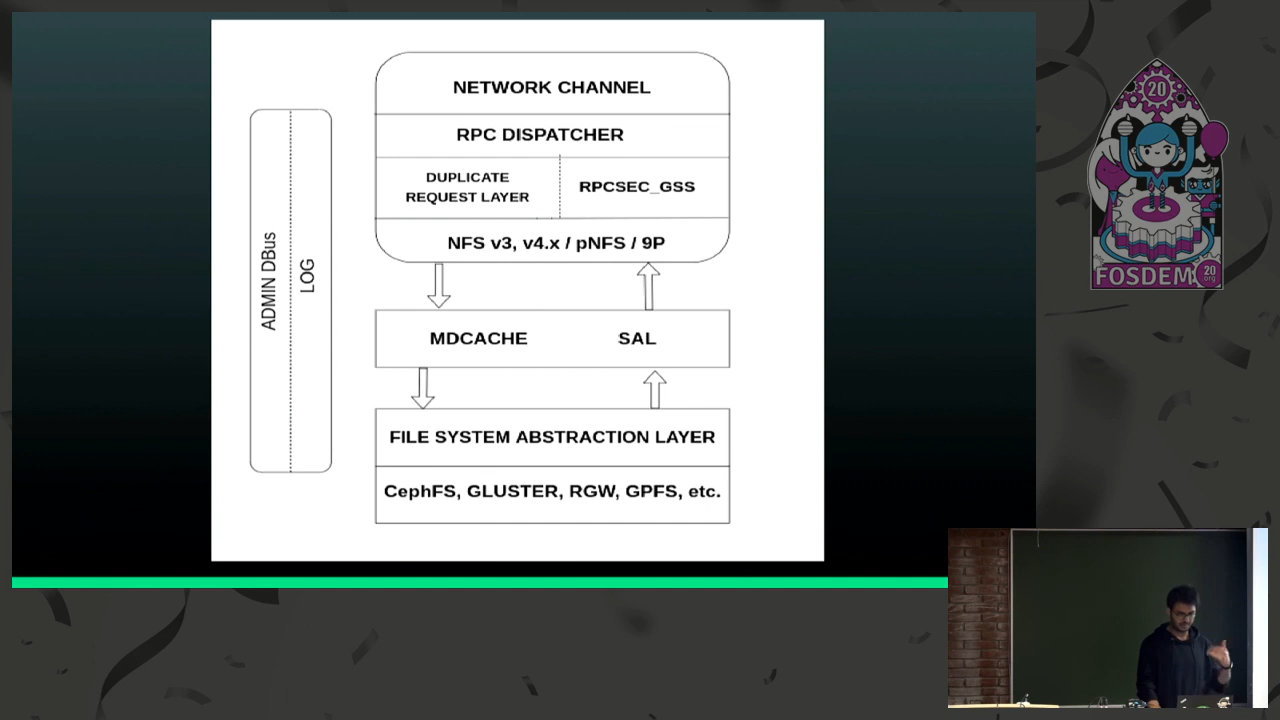 NETWORK CHANNEL
RPC DISPATCHER
DUPLICATE
REQUEST LAYER
RPCSEC_GSS
NFS v3, v4.x / pNFS / 9P
ADMIN DBus
LOG
MDCACHE
SAL
FILE SYSTEM ABSTRACTION LAYER
CephFS, GLUSTER, RGW, GPFS, etc.
20
FOSDEM
20
.org